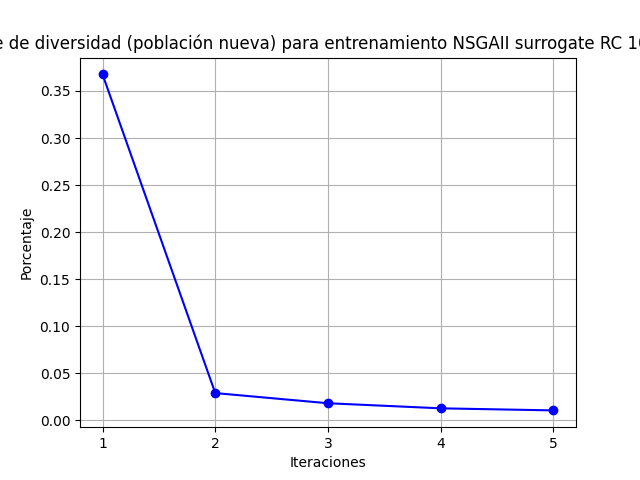 e de diversidad (población nueva) para entrenamiento NSGAII surrogate RC 10
0.35
0.30
0.25
0.20
0.15
0.10
0.05
0.00
Porcentaje
1 2 3 4 5
Iteraciones